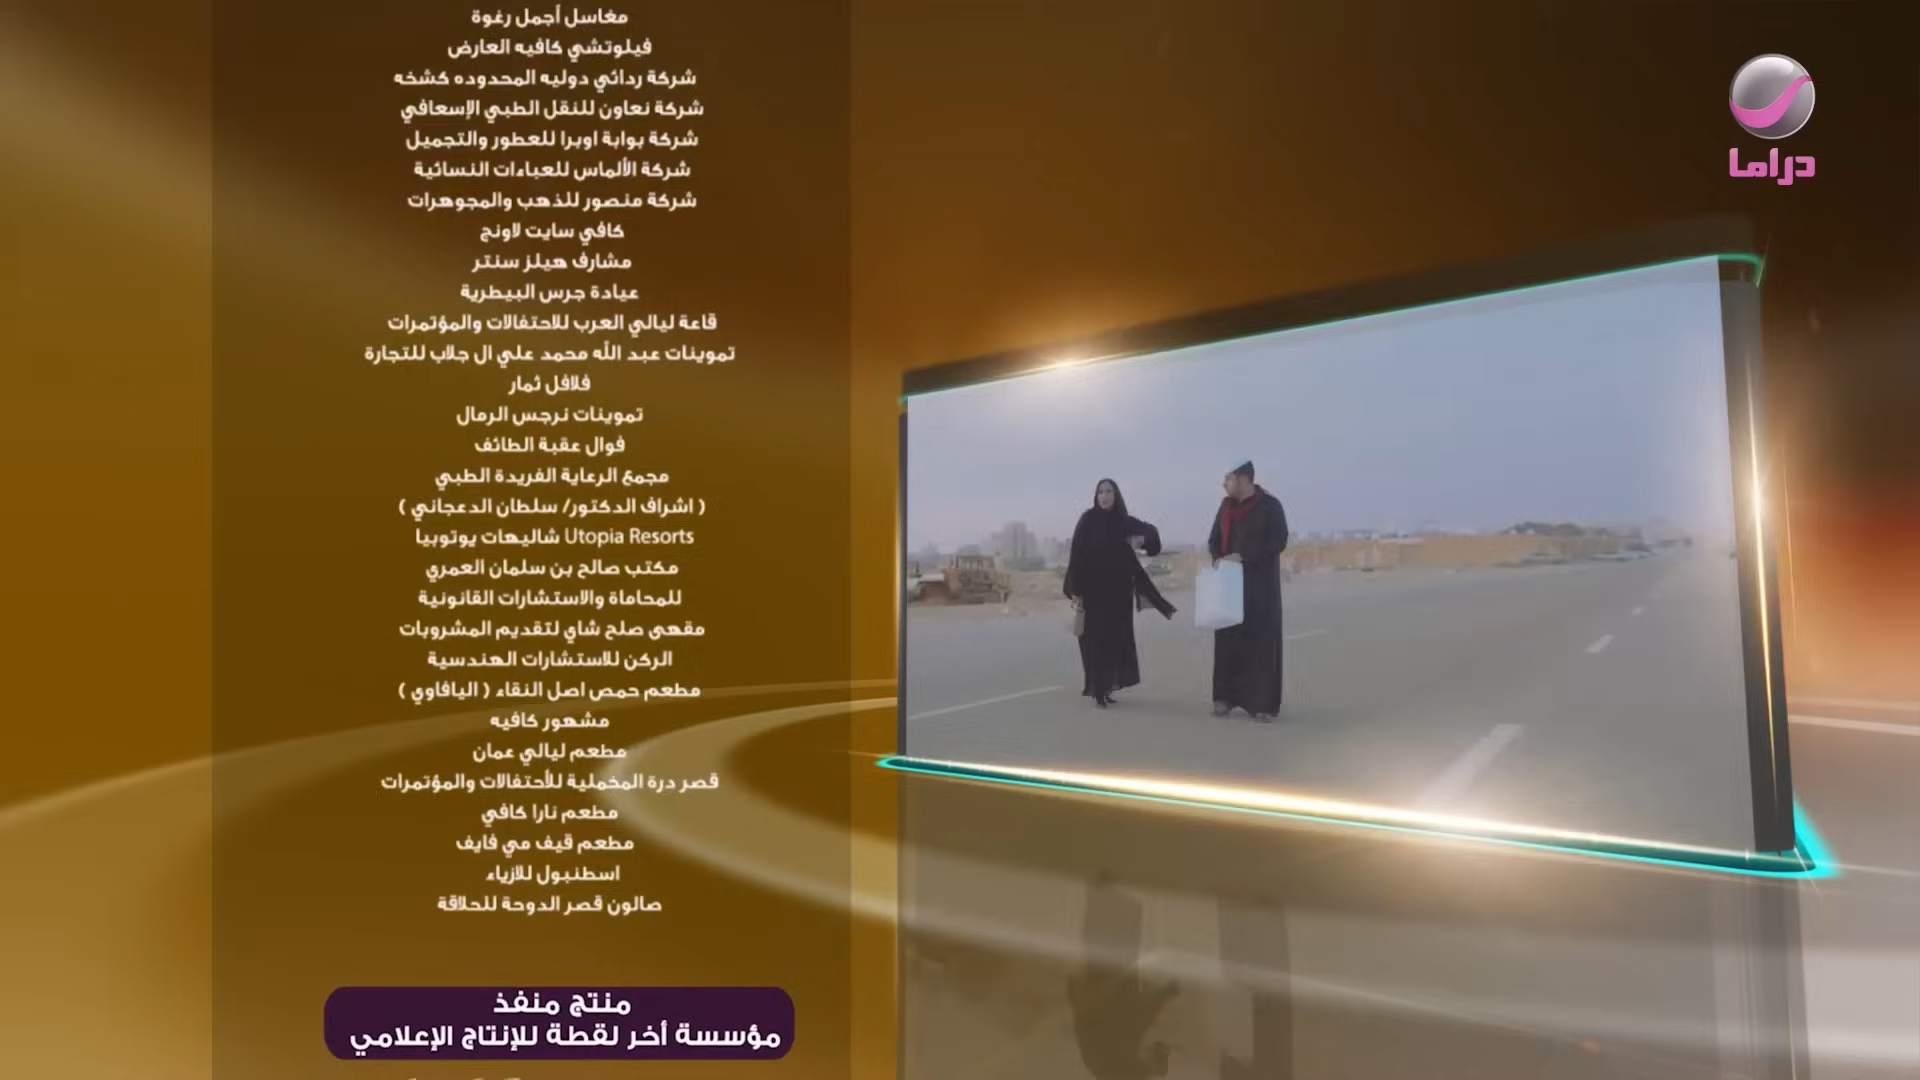 مغاسل أجمل رغوة
فيلوتشي كافيه العارض
شركة ردائي دوليه المحدوده كشخه
شركة نعاون للنقل الطبي الإسعافي
شركة بوابة اوبرا للعطور والتجميل
شركة الألماس للعباءات النسائية
شركة منصور للذهب والمجوهرات
كافي سايت لاونج
مشارف هيلز سنتر
عيادة جرس البيطرية
قاعة ليالي العرب للاحتفالات والمؤتمرات
تموينات عبد الله محمد علي ال جلاب للتجارة
فلافل ثمار
تموينات نرجس الرمال
فوال عقبة الطائف
مجمع الرعاية الفريدة الطبي
( اشراف الدكتور/ سلطان الدعجاني )
Utopia Resorts شاليهات يوتوبيا
مكتب صالح بن سلمان العمري
للمحاماة والاستشارات القانونية
مقهى صلح شاي لتقديم المشروبات
الركن للاستشارات الهندسية
مطعم حمص اصل النقاء ( اليافاوي )
مشهور كافيه
مطعم ليالي عمان
قصر درة المخملية للأحتفالات والمؤتمرات
مطعم نارا كافي
مطعم قيف مي فايف
اسطنبول للازياء
صالون قصر الدوحة للحلاقة
منتج منفذ
مؤسسة أخر لقطة للإنتاج الإعلامي
دراما